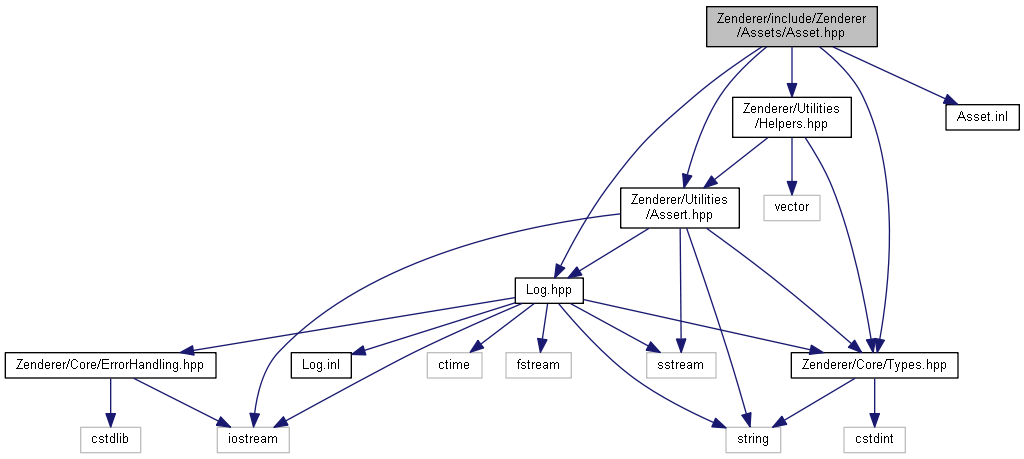 Zenderer/include/Zenderer
/Assets/Asset.hpp
Zenderer/Utilities
/Helpers.hpp
Asset.inl
Zenderer/Utilities
/Assert.hpp
vector
Log.hpp
Zenderer/Core/ErrorHandling.hpp
Log.inl
ctime
fstream
sstream
Zenderer/Core/Types.hpp
cstdlib
iostream
string
cstdint